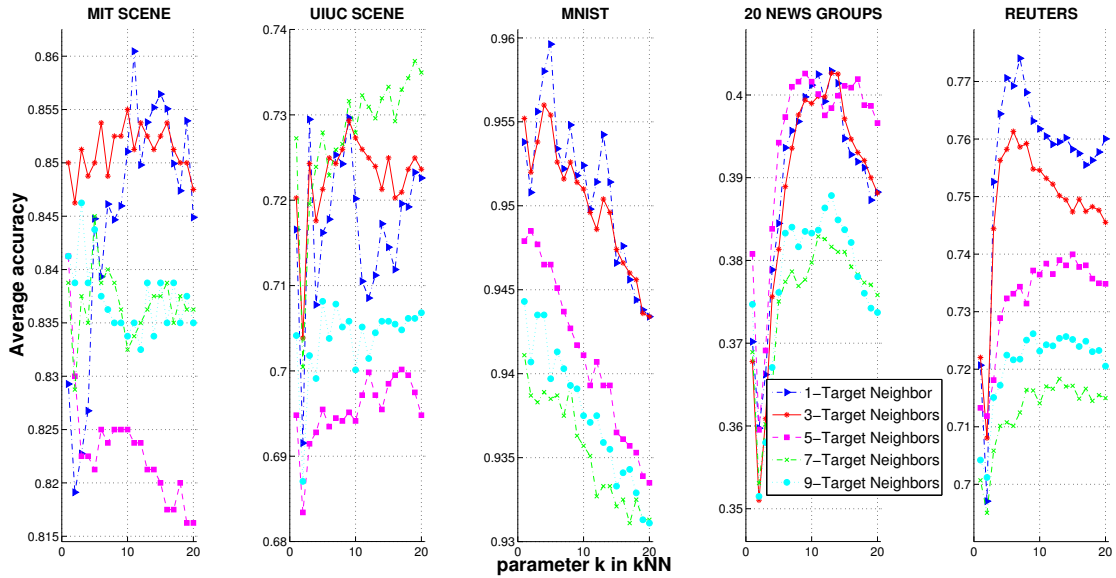 MIT SCENE
UIUC SCENE
MNIST
20 NEWS GROUPS
REUTERS
Average accuracy
0.86
0.855
0.85
0.845
0.84
0.835
0.83
0.825
0.82
0.815
0 10 20
0.74
0.73
0.72
0.71
0.7
0.69
0.68
0 10 20
0.96
0.955
0.95
0.945
0.94
0.935
0.93
0 10 20
0.4
0.39
0.38
0.37
0.36
0.35
0 10 20
0.77
0.76
0.75
0.74
0.73
0.72
0.71
0.7
0 10 20
1-Target Neighbor
3-Target Neighbors
5-Target Neighbors
7-Target Neighbors
9-Target Neighbors
parameter k in kNN